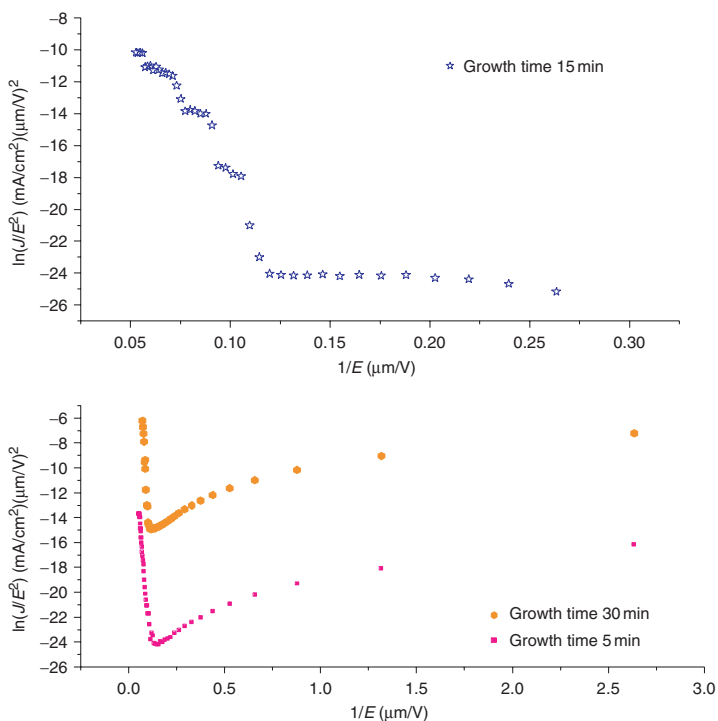 −8
−10
−12
−14
−16
−18
−20
−22
−24
−26
ln(J/E²) (mA/cm²)(μm/V)²
Growth time 15 min
0.05 0.10 0.15 0.20 0.25 0.30
1/E (μm/V)
−6
−8
−10
−12
−14
−16
−18
−20
−22
−24
−26
ln(J/E²) (mA/cm²)(μm/V)²
Growth time 30 min
Growth time 5 min
0.0 0.5 1.0 1.5 2.0 2.5 3.0
1/E (μm/V)